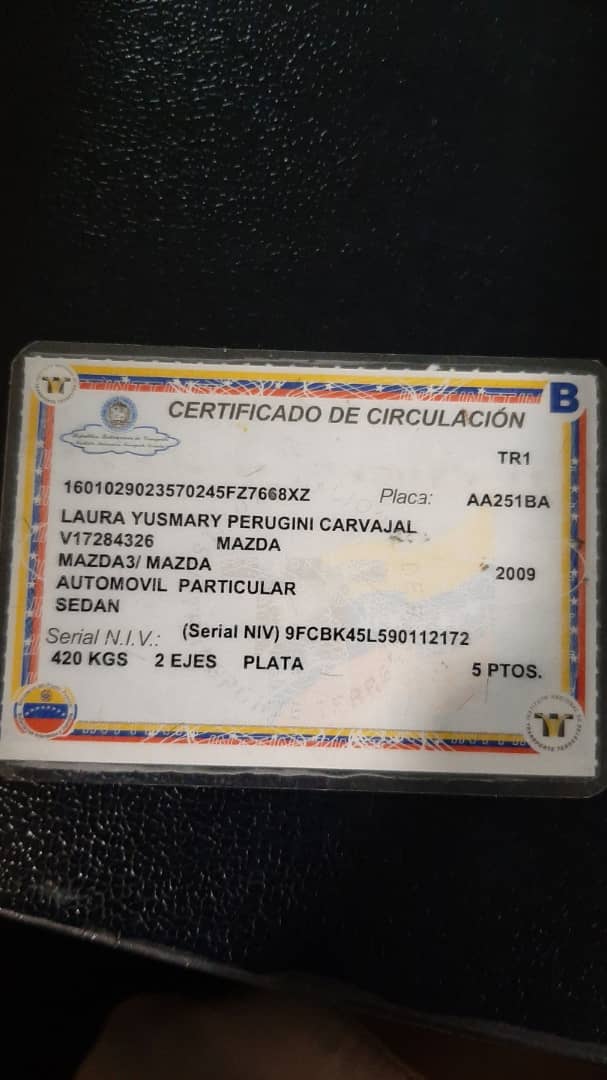 B
CERTIFICADO DE CIRCULACIÓN
TR1
1601029023570245FZ7668XZ Placa: AA251BA
LAURA YUSMARY PERUGINI CARVAJAL
V17284326 MAZDA
MAZDA3/ MAZDA 2009
AUTOMOVIL PARTICULAR
SEDAN
Serial N.I.V.: (Serial NIV) 9FCBK45L590112172
420 KGS 2 EJES PLATA 5 PTOS.